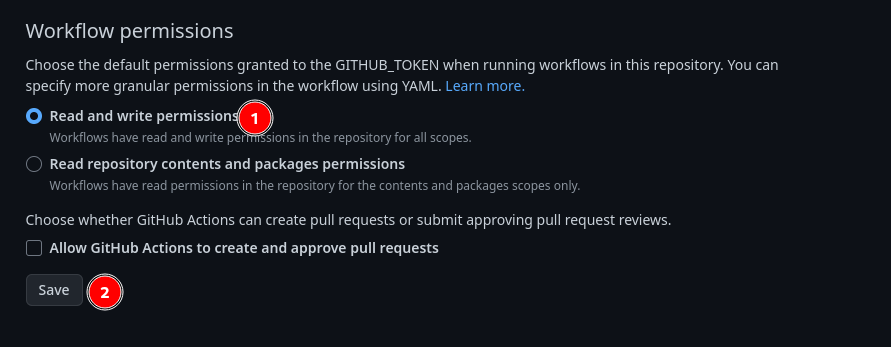 Workflow permissions
Choose the default permissions granted to the GITHUB_TOKEN when running workflows in this repository. You can
specify more granular permissions in the workflow using YAML. Learn more.
Read and write permissions 1
Workflows have read and write permissions in the repository for all scopes.
Read repository contents and packages permissions
Workflows have read permissions in the repository for the contents and packages scopes only.
Choose whether GitHub Actions can create pull requests or submit approving pull request reviews.
Allow GitHub Actions to create and approve pull requests
Save 2